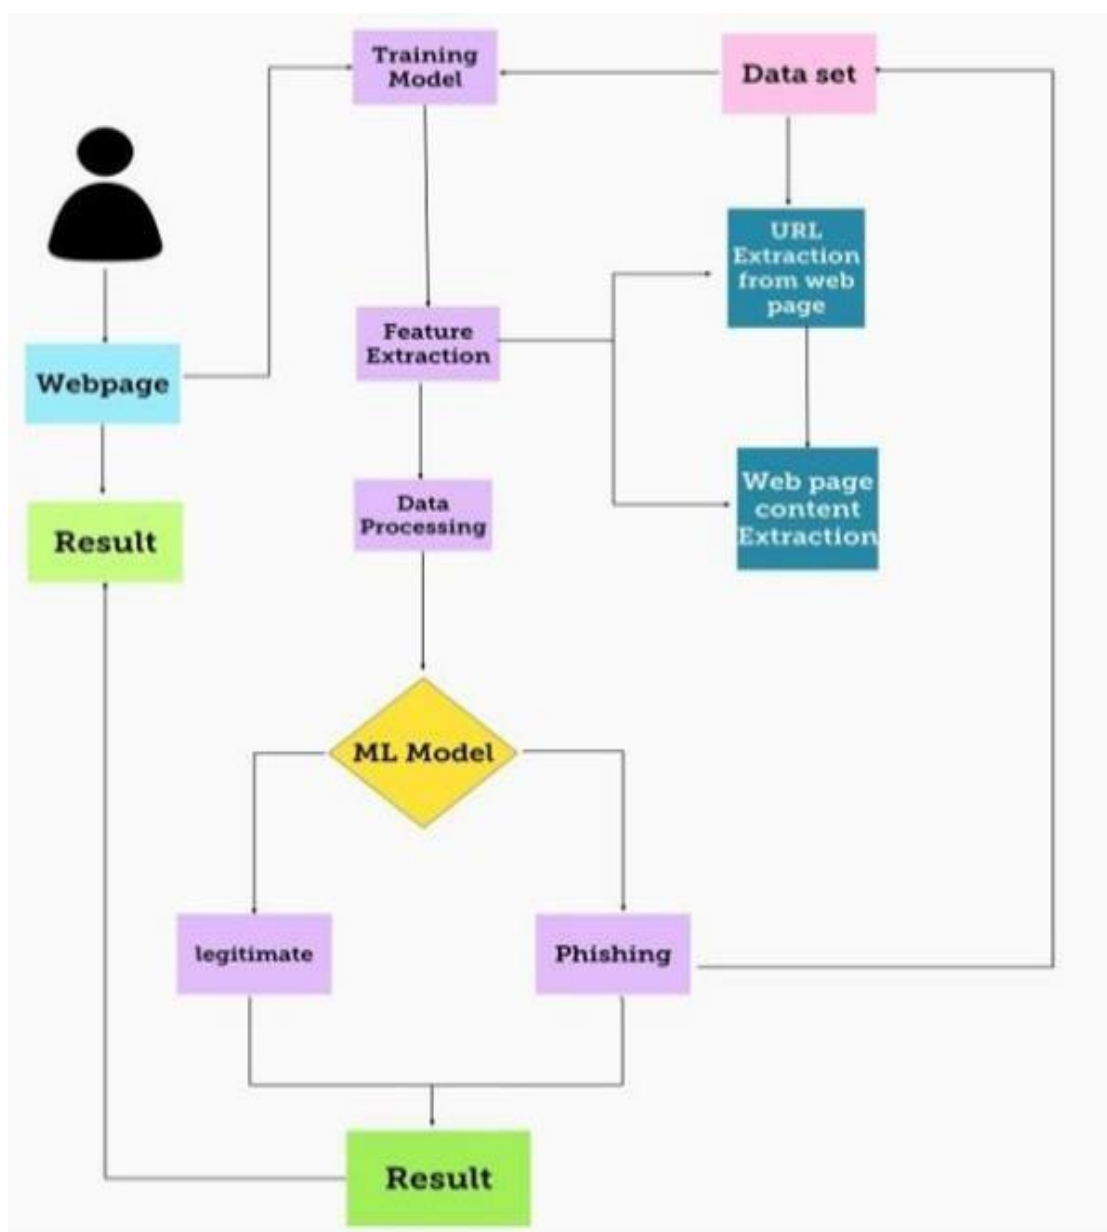 Training
Model
Data set
URL
Extraction
from web
page
Feature
Extraction
Webpage
Web page
content
Extraction
Data
Processing
Result
ML Model
legitimate
Phishing
Result